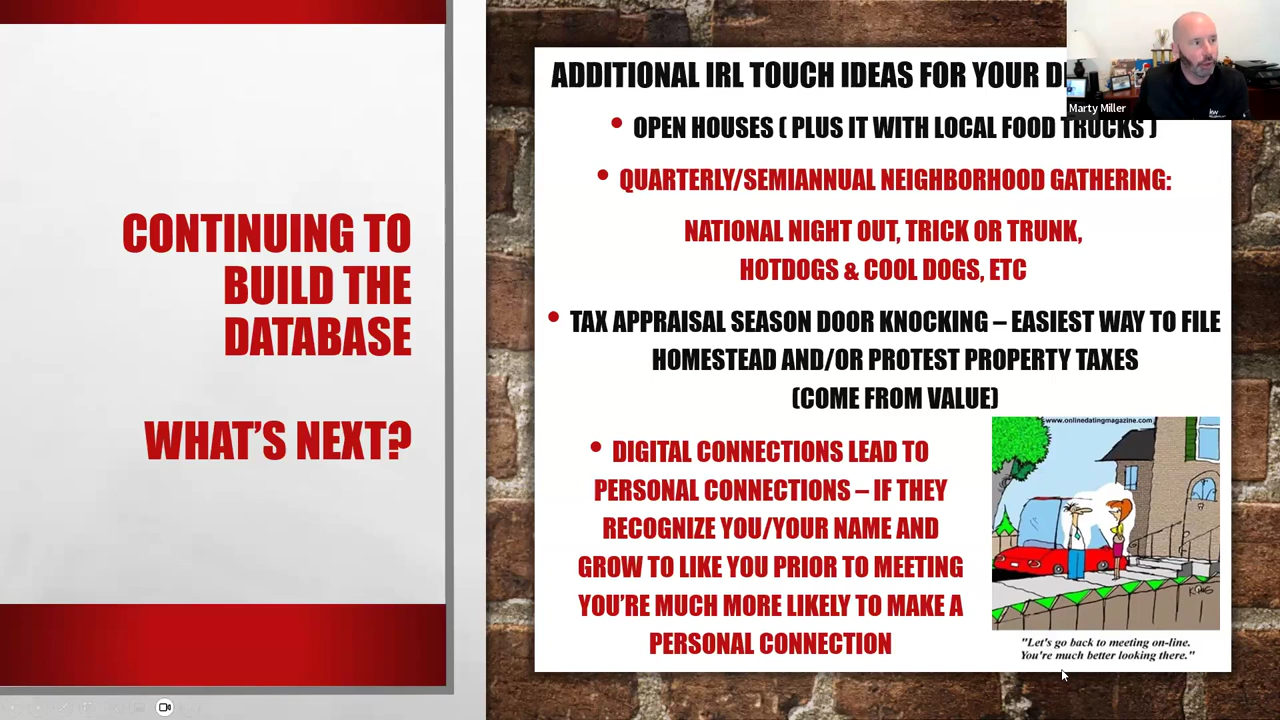 CONTINUING TO
BUILD THE
DATABASE
WHAT'S NEXT?
ADDITIONAL IRL TOUCH IDEAS FOR YOUR
• OPEN HOUSES ( PLUS IT WITH LOCAL FOOD TRUCKS )
• QUARTERLY/SEMIANNUAL NEIGHBORHOOD GATHERING:
NATIONAL NIGHT OUT, TRICK OR TRUNK,
HOTDOGS & COOL DOGS, ETC
• TAX APPRAISAL SEASON DOOR KNOCKING – EASIEST WAY TO FILE
HOMESTEAD AND/OR PROTEST PROPERTY TAXES
(COME FROM VALUE)
• DIGITAL CONNECTIONS LEAD TO
PERSONAL CONNECTIONS – IF THEY
RECOGNIZE YOU/YOUR NAME AND
GROW TO LIKE YOU PRIOR TO MEETING
YOU'RE MUCH MORE LIKELY TO MAKE A
PERSONAL CONNECTION
www.onlinedatingmagazine.com
"Let's go back to meeting on-line.
You're much better looking there."
Marty Miller
kw